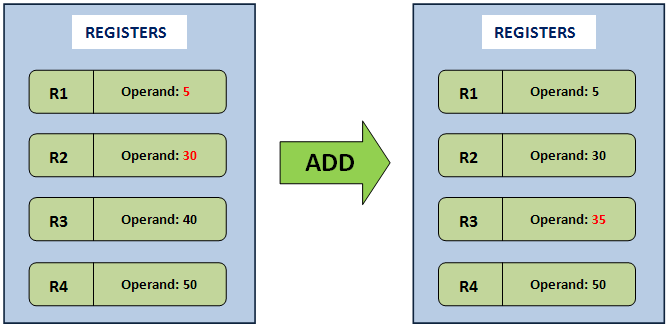 REGISTERS
R1 Operand: 5
R2 Operand: 30
R3 Operand: 40
R4 Operand: 50
ADD
REGISTERS
R1 Operand: 5
R2 Operand: 30
R3 Operand: 35
R4 Operand: 50